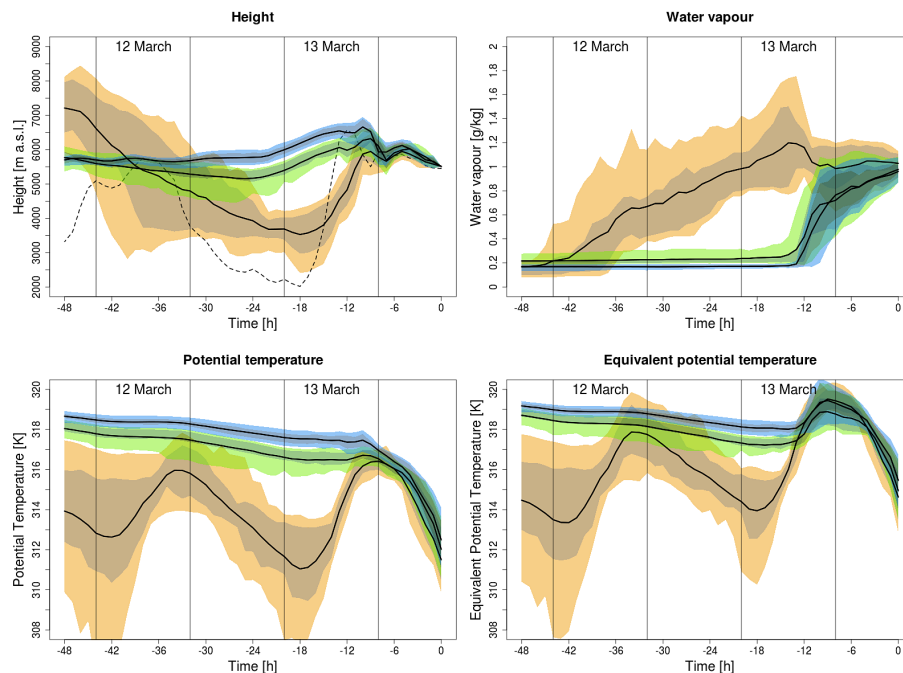 Height
12 March 13 March
Height [m a.s.l.]
9000
8000
7000
6000
5000
4000
3000
2000
-48 -42 -36 -30 -24 -18 -12 -6 0
Time [h]
Water vapour
12 March 13 March
Water vapour [g/kg]
2
1.8
1.6
1.4
1.2
1.0
0.8
0.6
0.4
0.2
0
-48 -42 -36 -30 -24 -18 -12 -6 0
Time [h]
Potential temperature
12 March 13 March
Potential Temperature [K]
320
318
316
314
312
310
308
-48 -42 -36 -30 -24 -18 -12 -6 0
Time [h]
Equivalent potential temperature
12 March 13 March
Equivalent Potential Temperature [K]
320
318
316
314
312
310
308
-48 -42 -36 -30 -24 -18 -12 -6 0
Time [h]